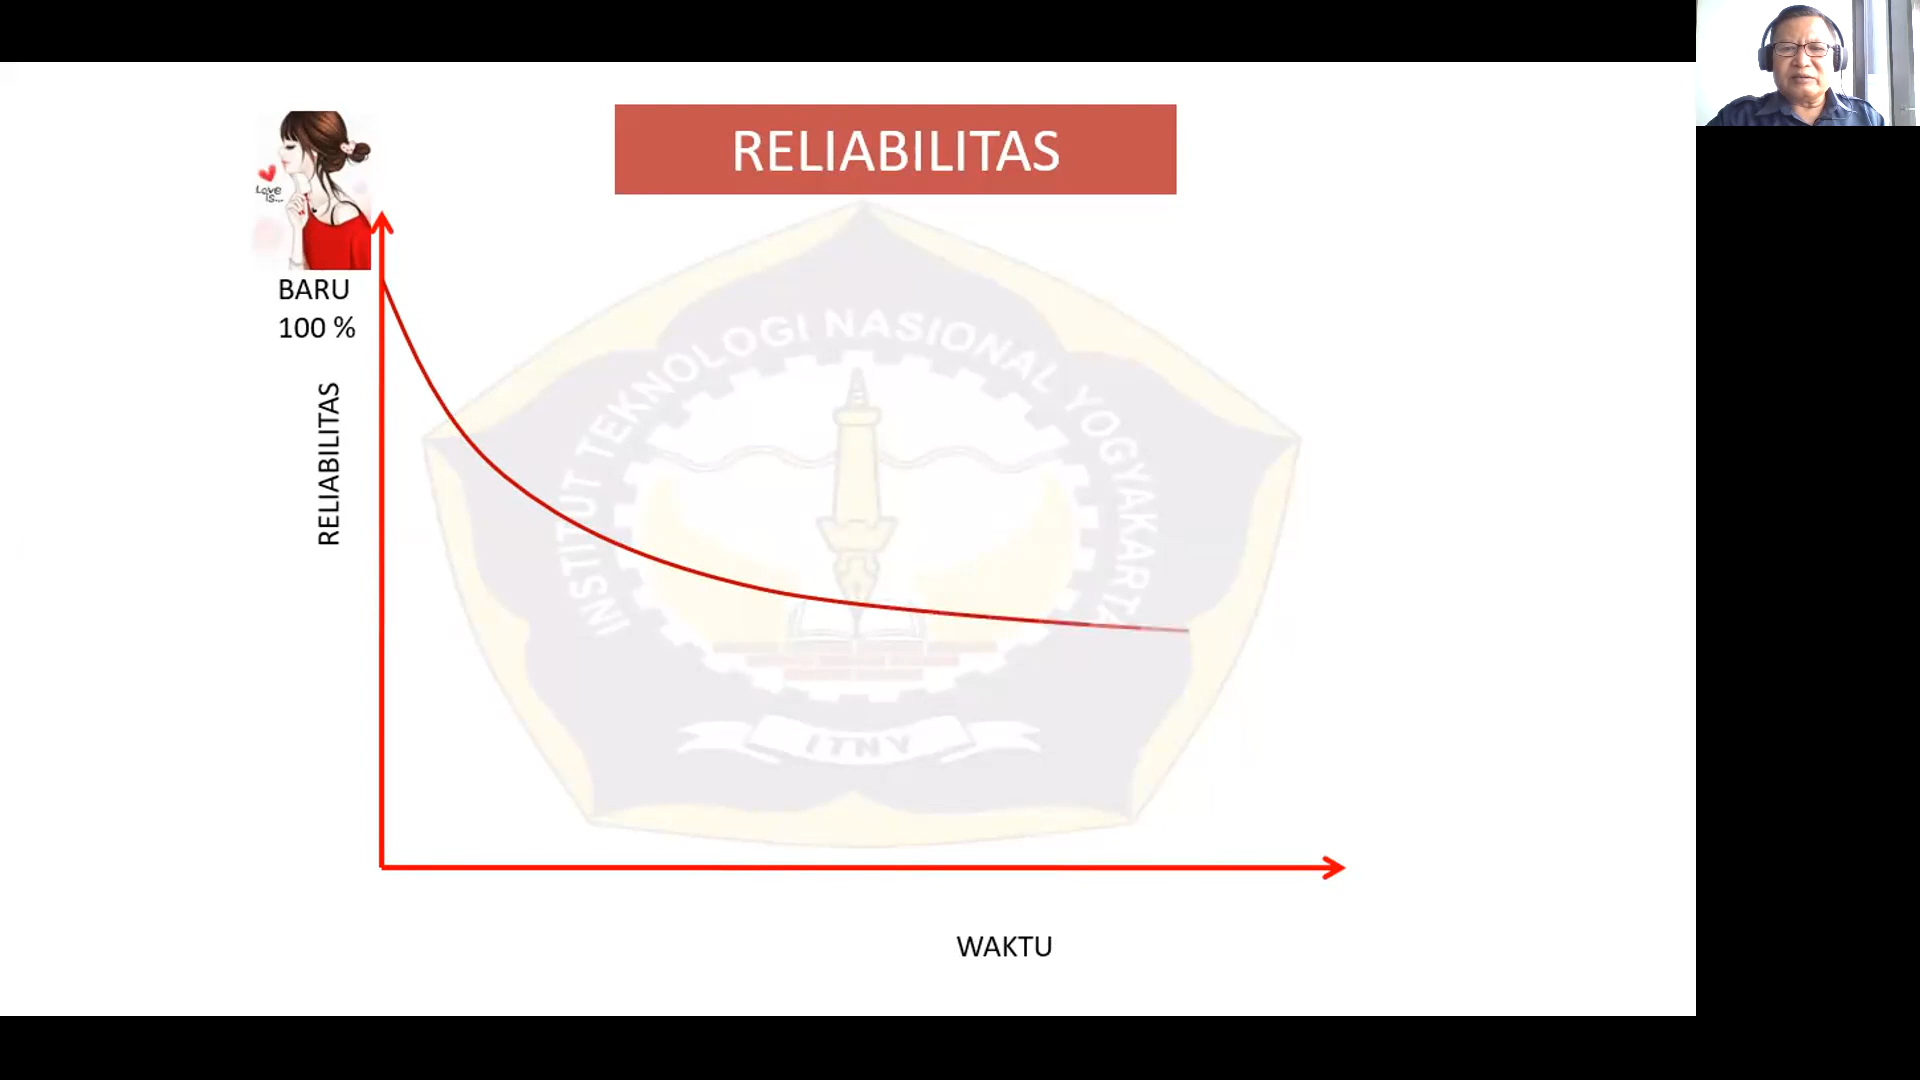 RELIABILITAS
Love
is...
BARU
100 %
RELIABILITAS
INSTITUT TEKNOLOGI NASIONAL YOGYAKARTA
ITNY
WAKTU